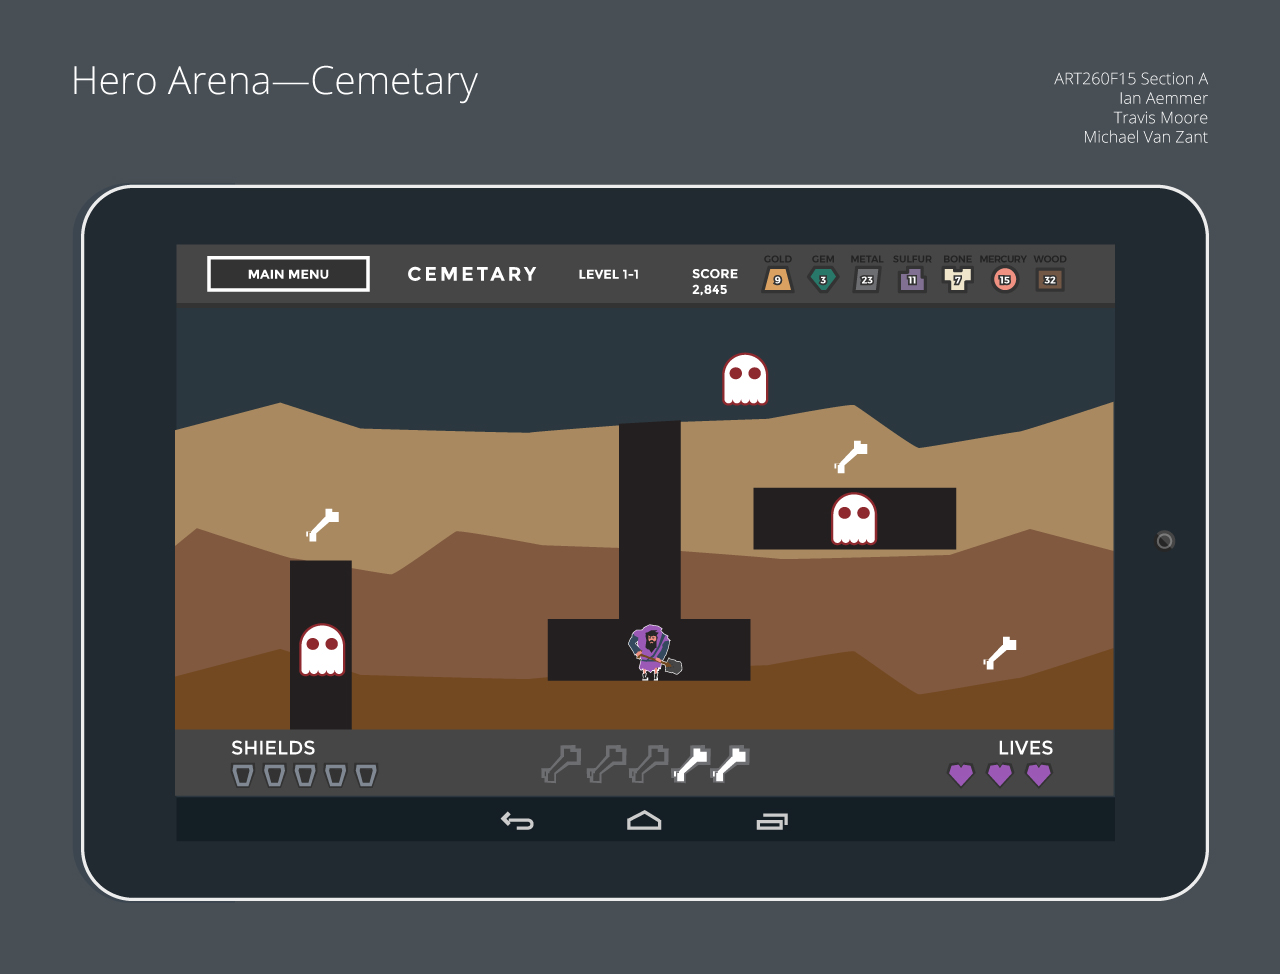 Hero Arena—Cemetary
ART260F15 Section A
Ian Aemmer
Travis Moore
Michael Van Zant
MAIN MENU
CEMETARY
LEVEL 1-1
SCORE
2,845
GOLD GEM METAL SULFUR BONE MERCURY WOOD
9 3 23 11 7 15 32
SHIELDS
LIVES